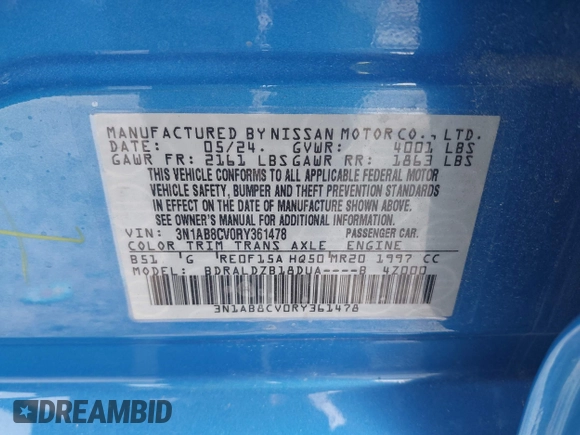 MANUFACTURED BY NISSAN MOTOR CO., LTD.
DATE: 05/24. GVWR: 4001 LBS
GAWR FR: 2161 LBS GAWR RR: 1863 LBS
THIS VEHICLE CONFORMS TO ALL APPLICABLE FEDERAL MOTOR
VEHICLE SAFETY, BUMPER AND THEFT PREVENTION STANDARDS
IN EFFECT ON THE DATE OF MANUFACTURE SHOWN ABOVE.
SEE OWNER'S MANUAL FOR ADDITIONAL INFORMATION.
VIN: 3N1AB8CV0RY361478 PASSENGER CAR.
COLOR TRIM TRANS AXLE ENGINE
B51 G RE0F15A HQ50 MR20 1997 CC
MODEL: BDRALDZB18DUA----B 4Z000
3N1AB8CV0RY361478
DREAMBID